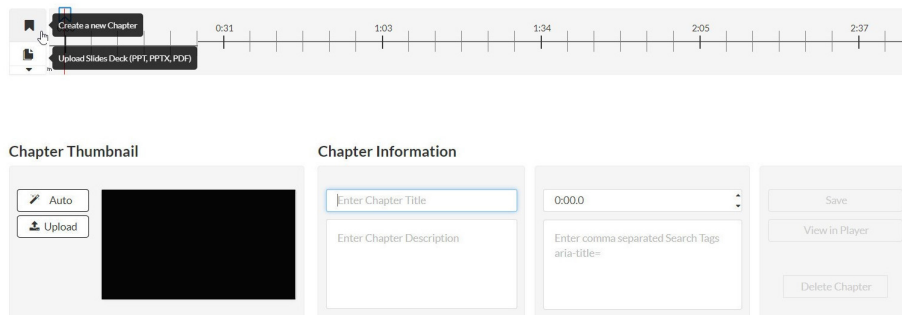 Create a new Chapter
0:31
1:03
1:34
2:05
2:37
Upload Slides Deck (PPT, PPTX, PDF)
Chapter Thumbnail
Chapter Information
Auto
Upload
Enter Chapter Title
0:00.0
Save
Enter Chapter Description
Enter comma separated Search Tags
aria-title=
View in Player
Delete Chapter